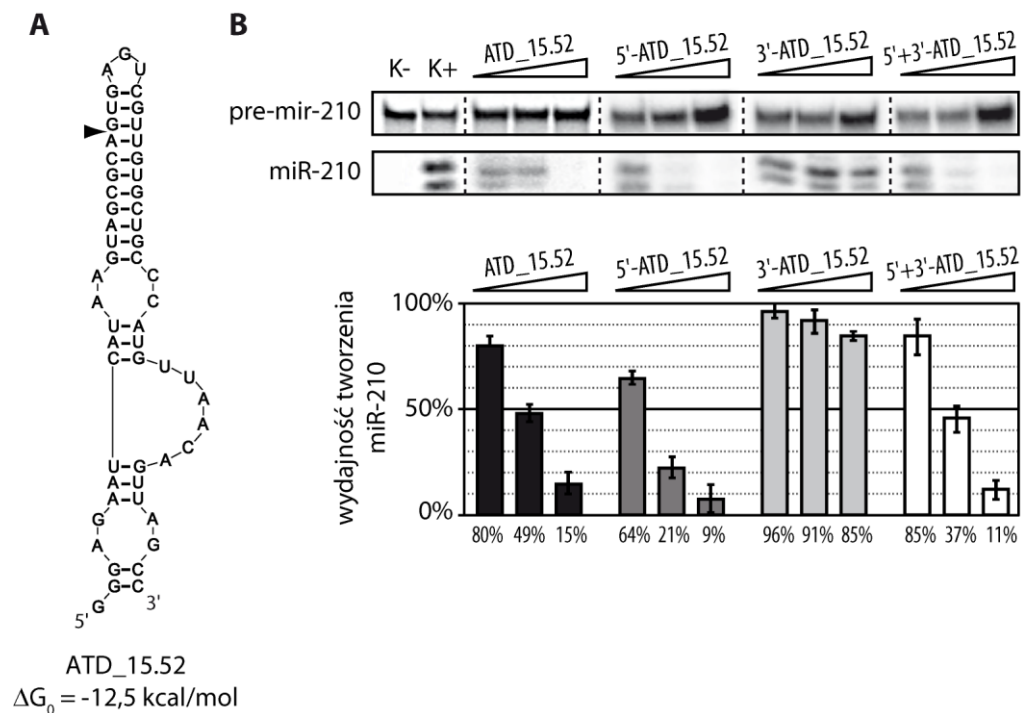 A
B
ATD_15.52
5'-ATD_15.52
3'-ATD_15.52
5'+3'-ATD_15.52
K-
K+
pre-mir-210
miR-210
ATD_15.52
5'-ATD_15.52
3'-ATD_15.52
5'+3'-ATD_15.52
wydajność tworzenia
miR-210
100%
50%
0%
80% 49% 15%
64% 21% 9%
96% 91% 85%
85% 37% 11%
5'
3'
ATD_15.52
ΔG₀ = -12,5 kcal/mol